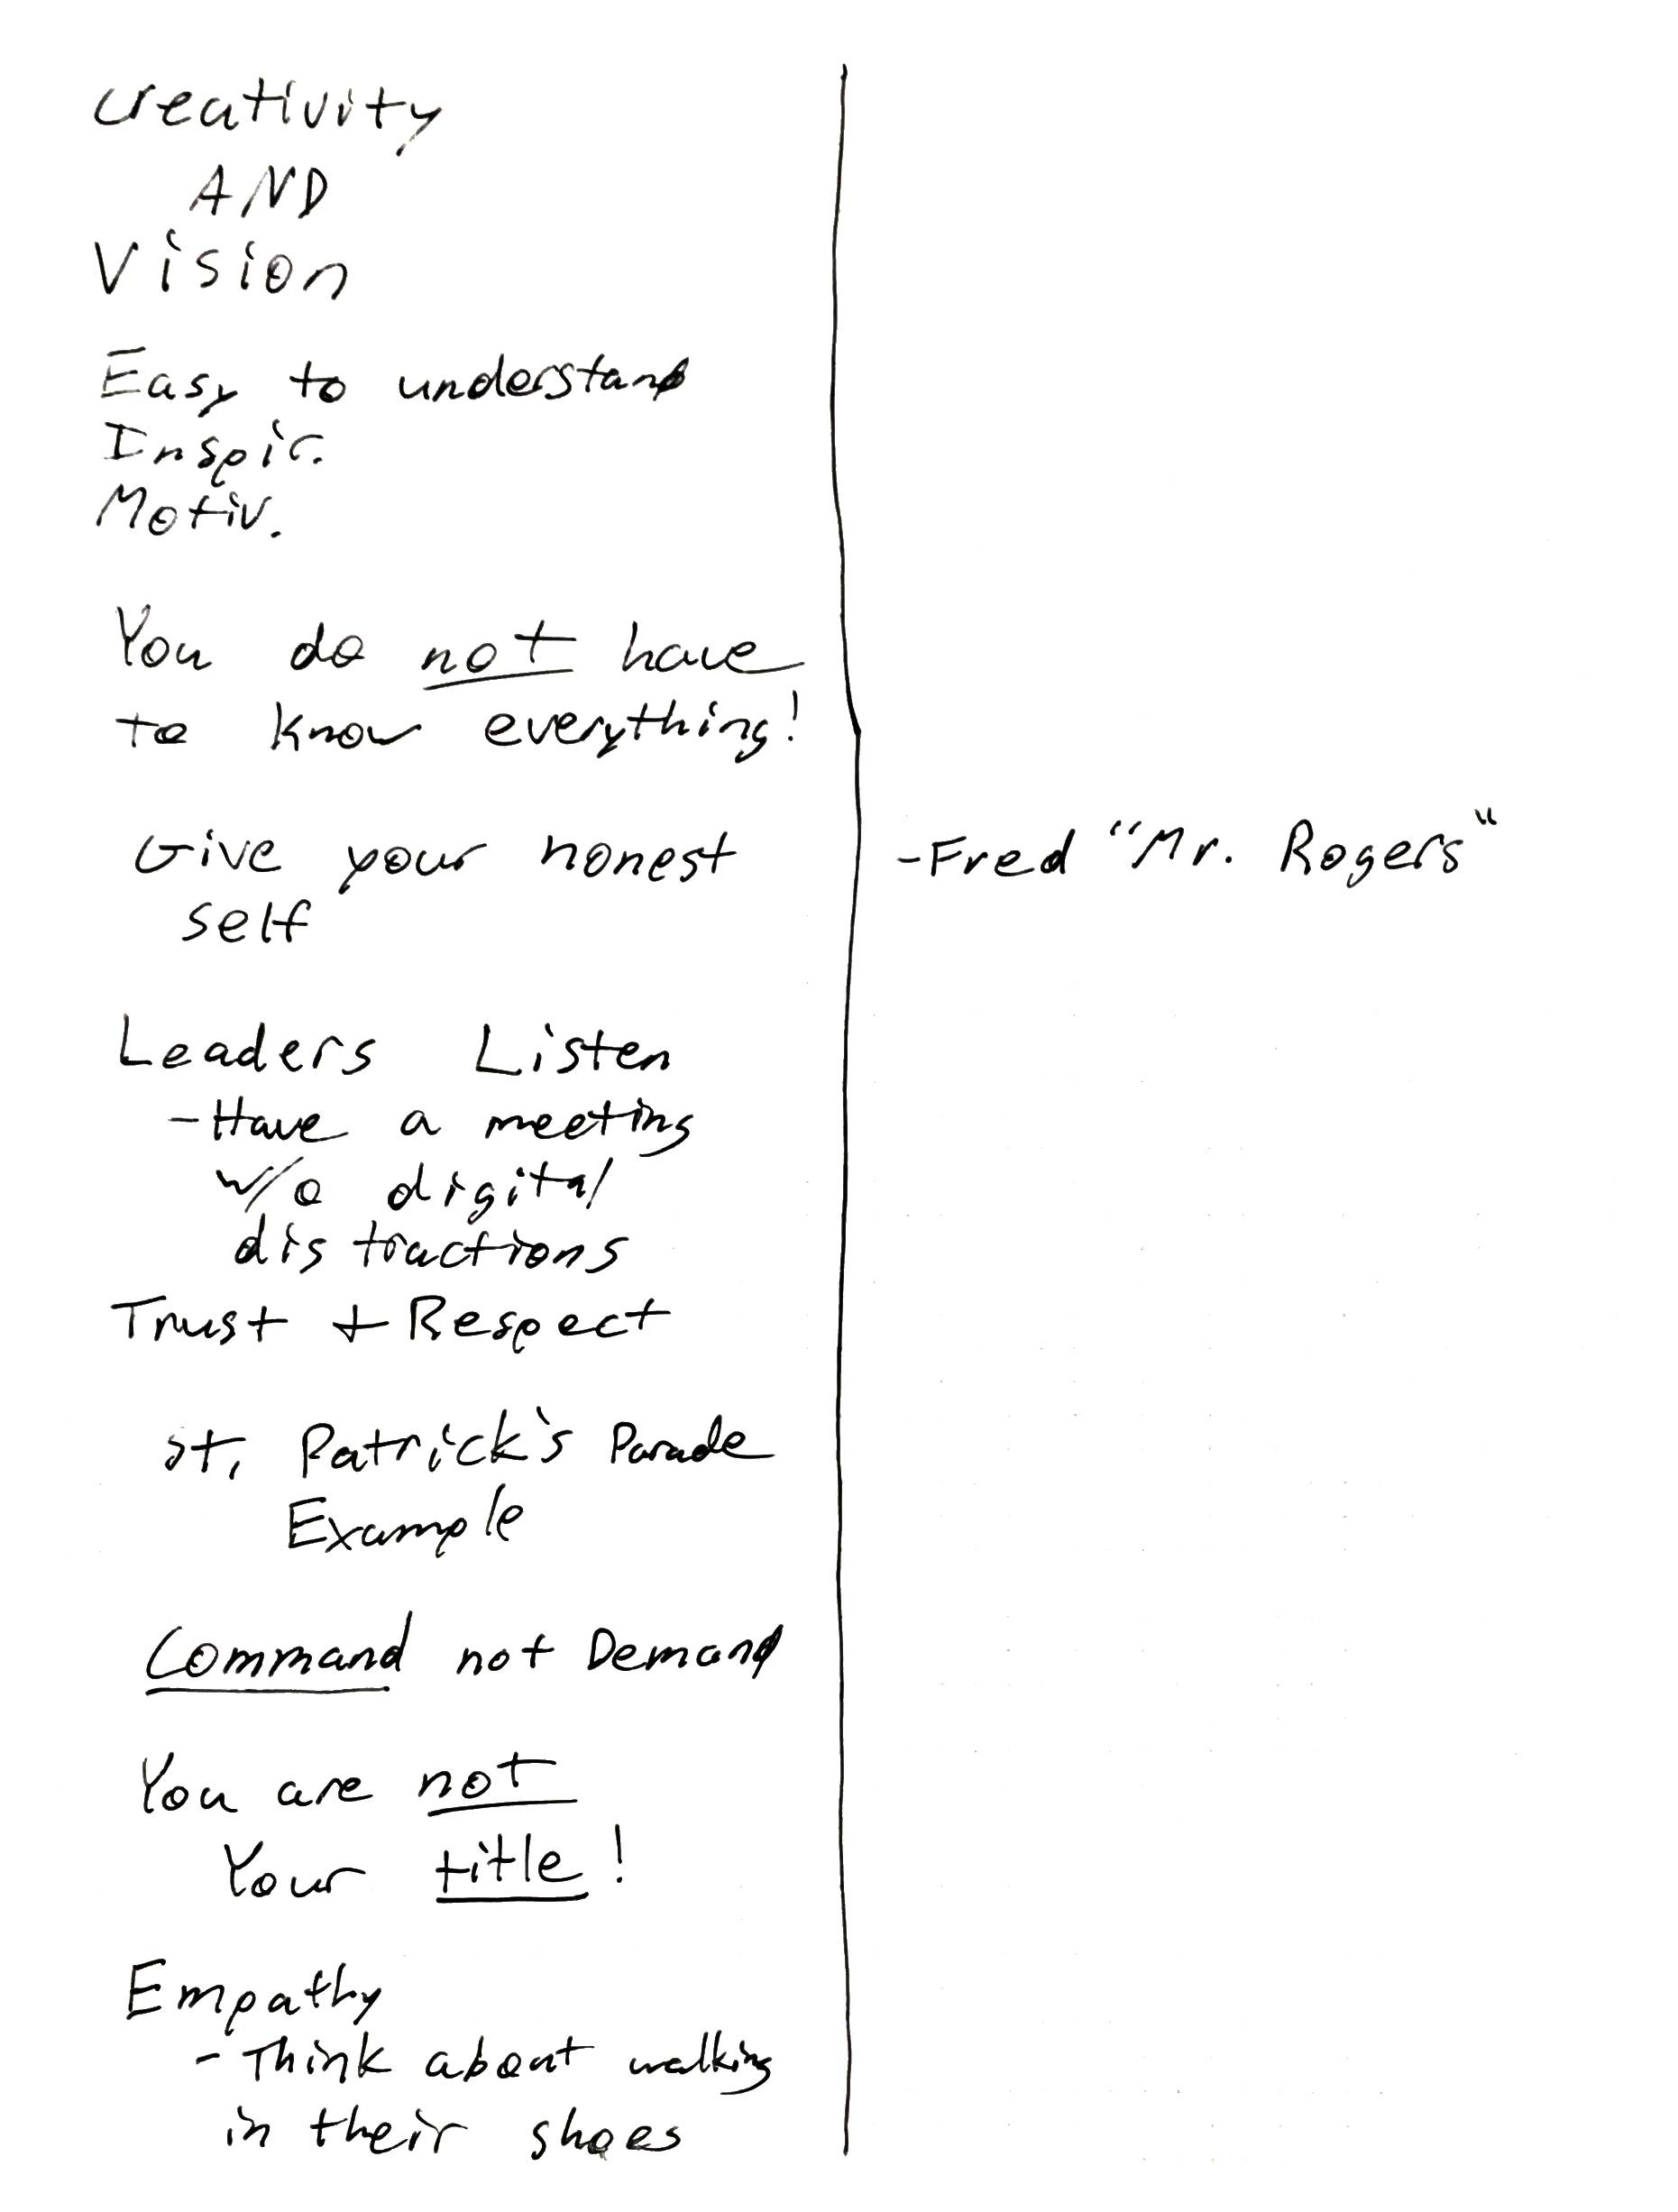 Creativity
AND
Vision
Easy to understand
Inspir.
Motiv.
You do not have
to know everything!
Give your honest
self
-Fred "Mr. Rogers"
Leaders Listen
-Have a meeting
w/o digital
distractions
Trust + Respect
St. Patrick's Parade
Example
Command not Demand
You are not
Your title!
Empathy
- Think about walking
in their shoes